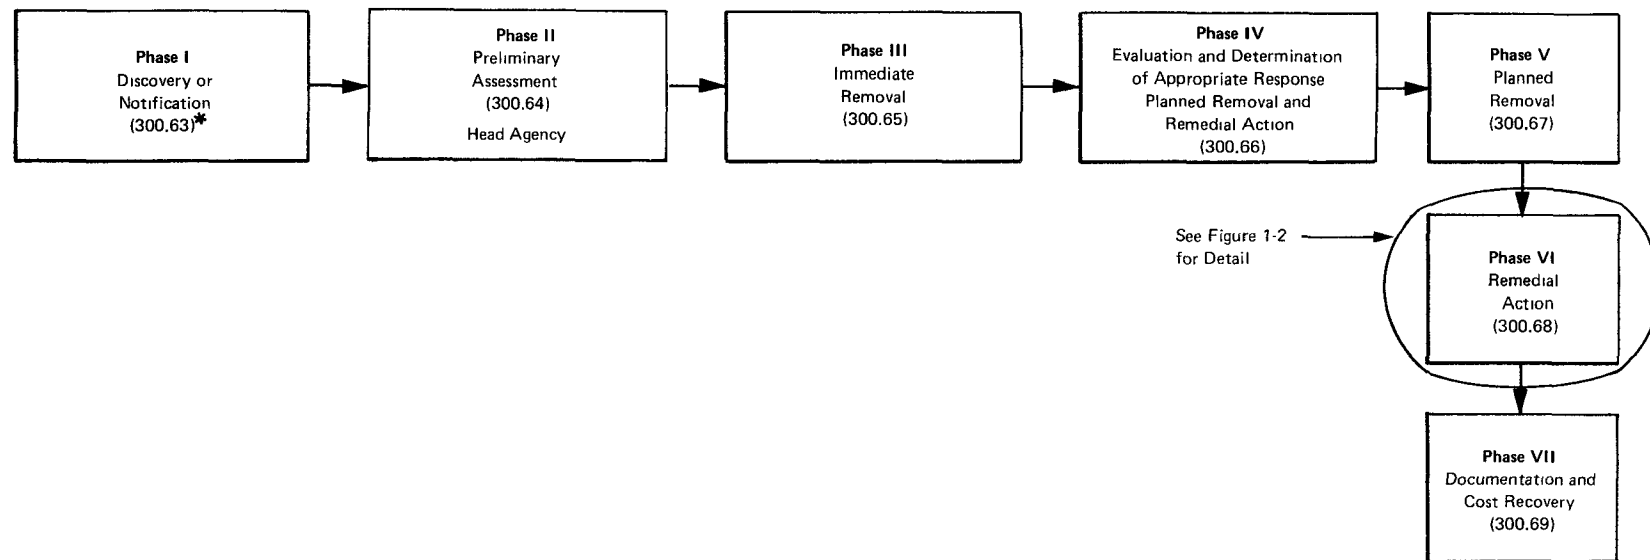 Phase I
Discovery or
Notification
(300.63)*
Phase II
Preliminary
Assessment
(300.64)
Head Agency
Phase III
Immediate
Removal
(300.65)
Phase IV
Evaluation and Determination
of Appropriate Response
Planned Removal and
Remedial Action
(300.66)
Phase V
Planned
Removal
(300.67)
See Figure 1-2
for Detail
Phase VI
Remedial
Action
(300.68)
Phase VII
Documentation and
Cost Recovery
(300.69)